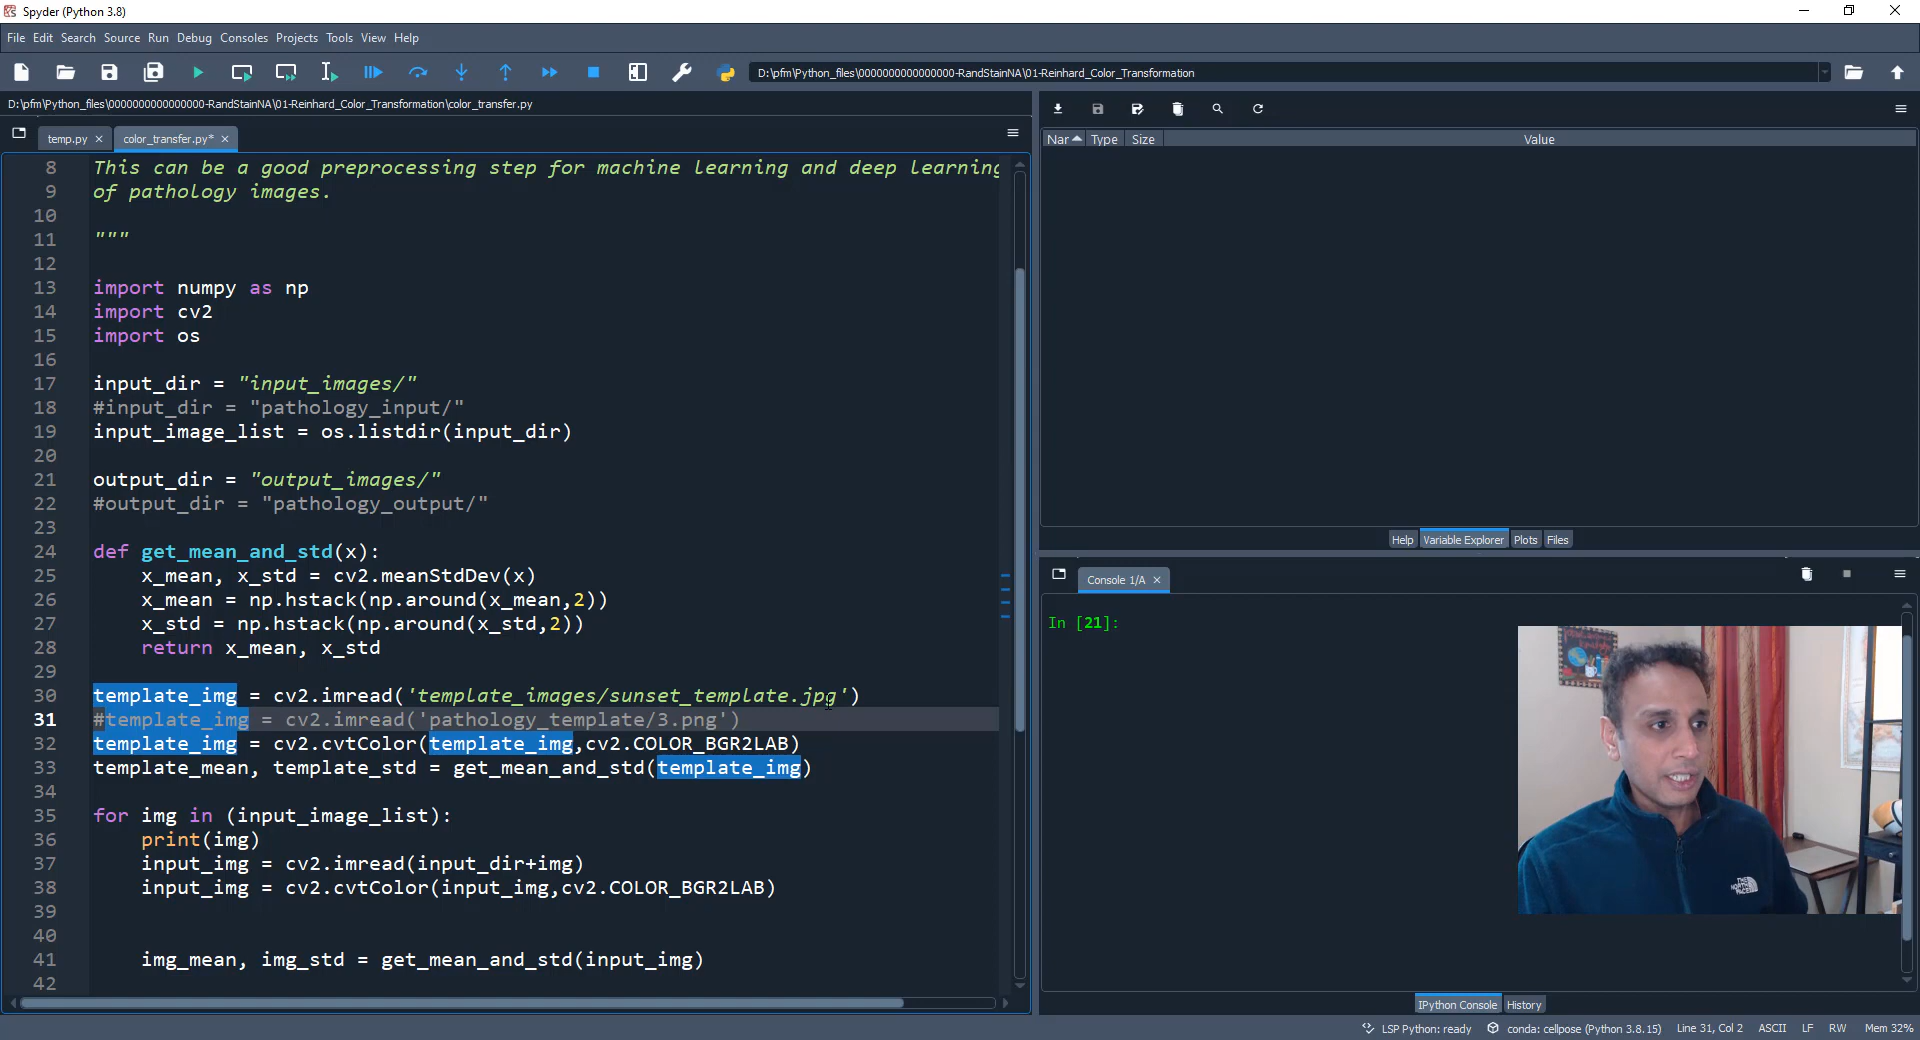 Spyder (Python 3.8)
File Edit Search Source Run Debug Consoles Projects Tools View Help
D:\pfm\Python_files\0000000000000000-RandStainNA\01-Reinhard_Color_Transformation
D:\pfm\Python_files\0000000000000000-RandStainNA\01-Reinhard_Color_Transformation\color_transfer.py
temp.py color_transfer.py*
8 This can be a good preprocessing step for machine learning and deep learning
9 of pathology images.
10
11 """
12
13 import numpy as np
14 import cv2
15 import os
16
17 input_dir = "input_images/"
18 #input_dir = "pathology_input/"
19 input_image_list = os.listdir(input_dir)
20
21 output_dir = "output_images/"
22 #output_dir = "pathology_output/"
23
24 def get_mean_and_std(x):
25 x_mean, x_std = cv2.meanStdDev(x)
26 x_mean = np.hstack(np.around(x_mean,2))
27 x_std = np.hstack(np.around(x_std,2))
28 return x_mean, x_std
29
30 template_img = cv2.imread('template_images/sunset_template.jpg')
31 #template_img = cv2.imread('pathology_template/3.png')
32 template_img = cv2.cvtColor(template_img,cv2.COLOR_BGR2LAB)
33 template_mean, template_std = get_mean_and_std(template_img)
34
35 for img in (input_image_list):
36 print(img)
37 input_img = cv2.imread(input_dir+img)
38 input_img = cv2.cvtColor(input_img,cv2.COLOR_BGR2LAB)
39
40
41 img_mean, img_std = get_mean_and_std(input_img)
42
Nar Type Size Value
Help Variable Explorer Plots Files
Console 1/A
In [21]:
THE NORTH FACE
IPython Console History
LSP Python: ready conda: cellpose (Python 3.8.15) Line 31, Col 2 ASCII LF RW Mem 32%